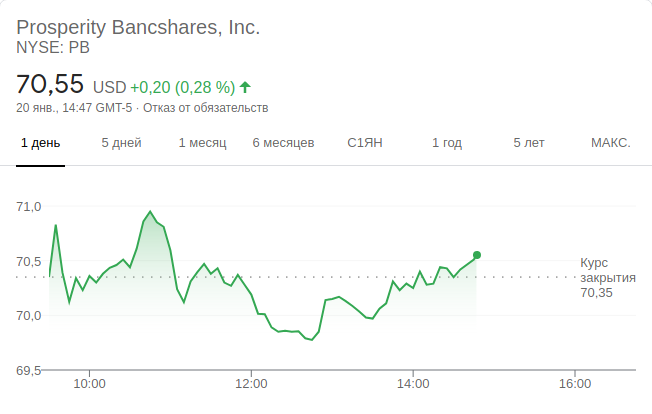 Prosperity Bancshares, Inc.
NYSE: PB
70,55 USD +0,20 (0,28 %)
20 янв., 14:47 GMT-5 · Отказ от обязательств
1 день 5 дней 1 месяц 6 месяцев С1ЯН 1 год 5 лет МАКС.
71,0
70,5
70,0
69,5
Курс
закрытия
70,35
10:00 12:00 14:00 16:00